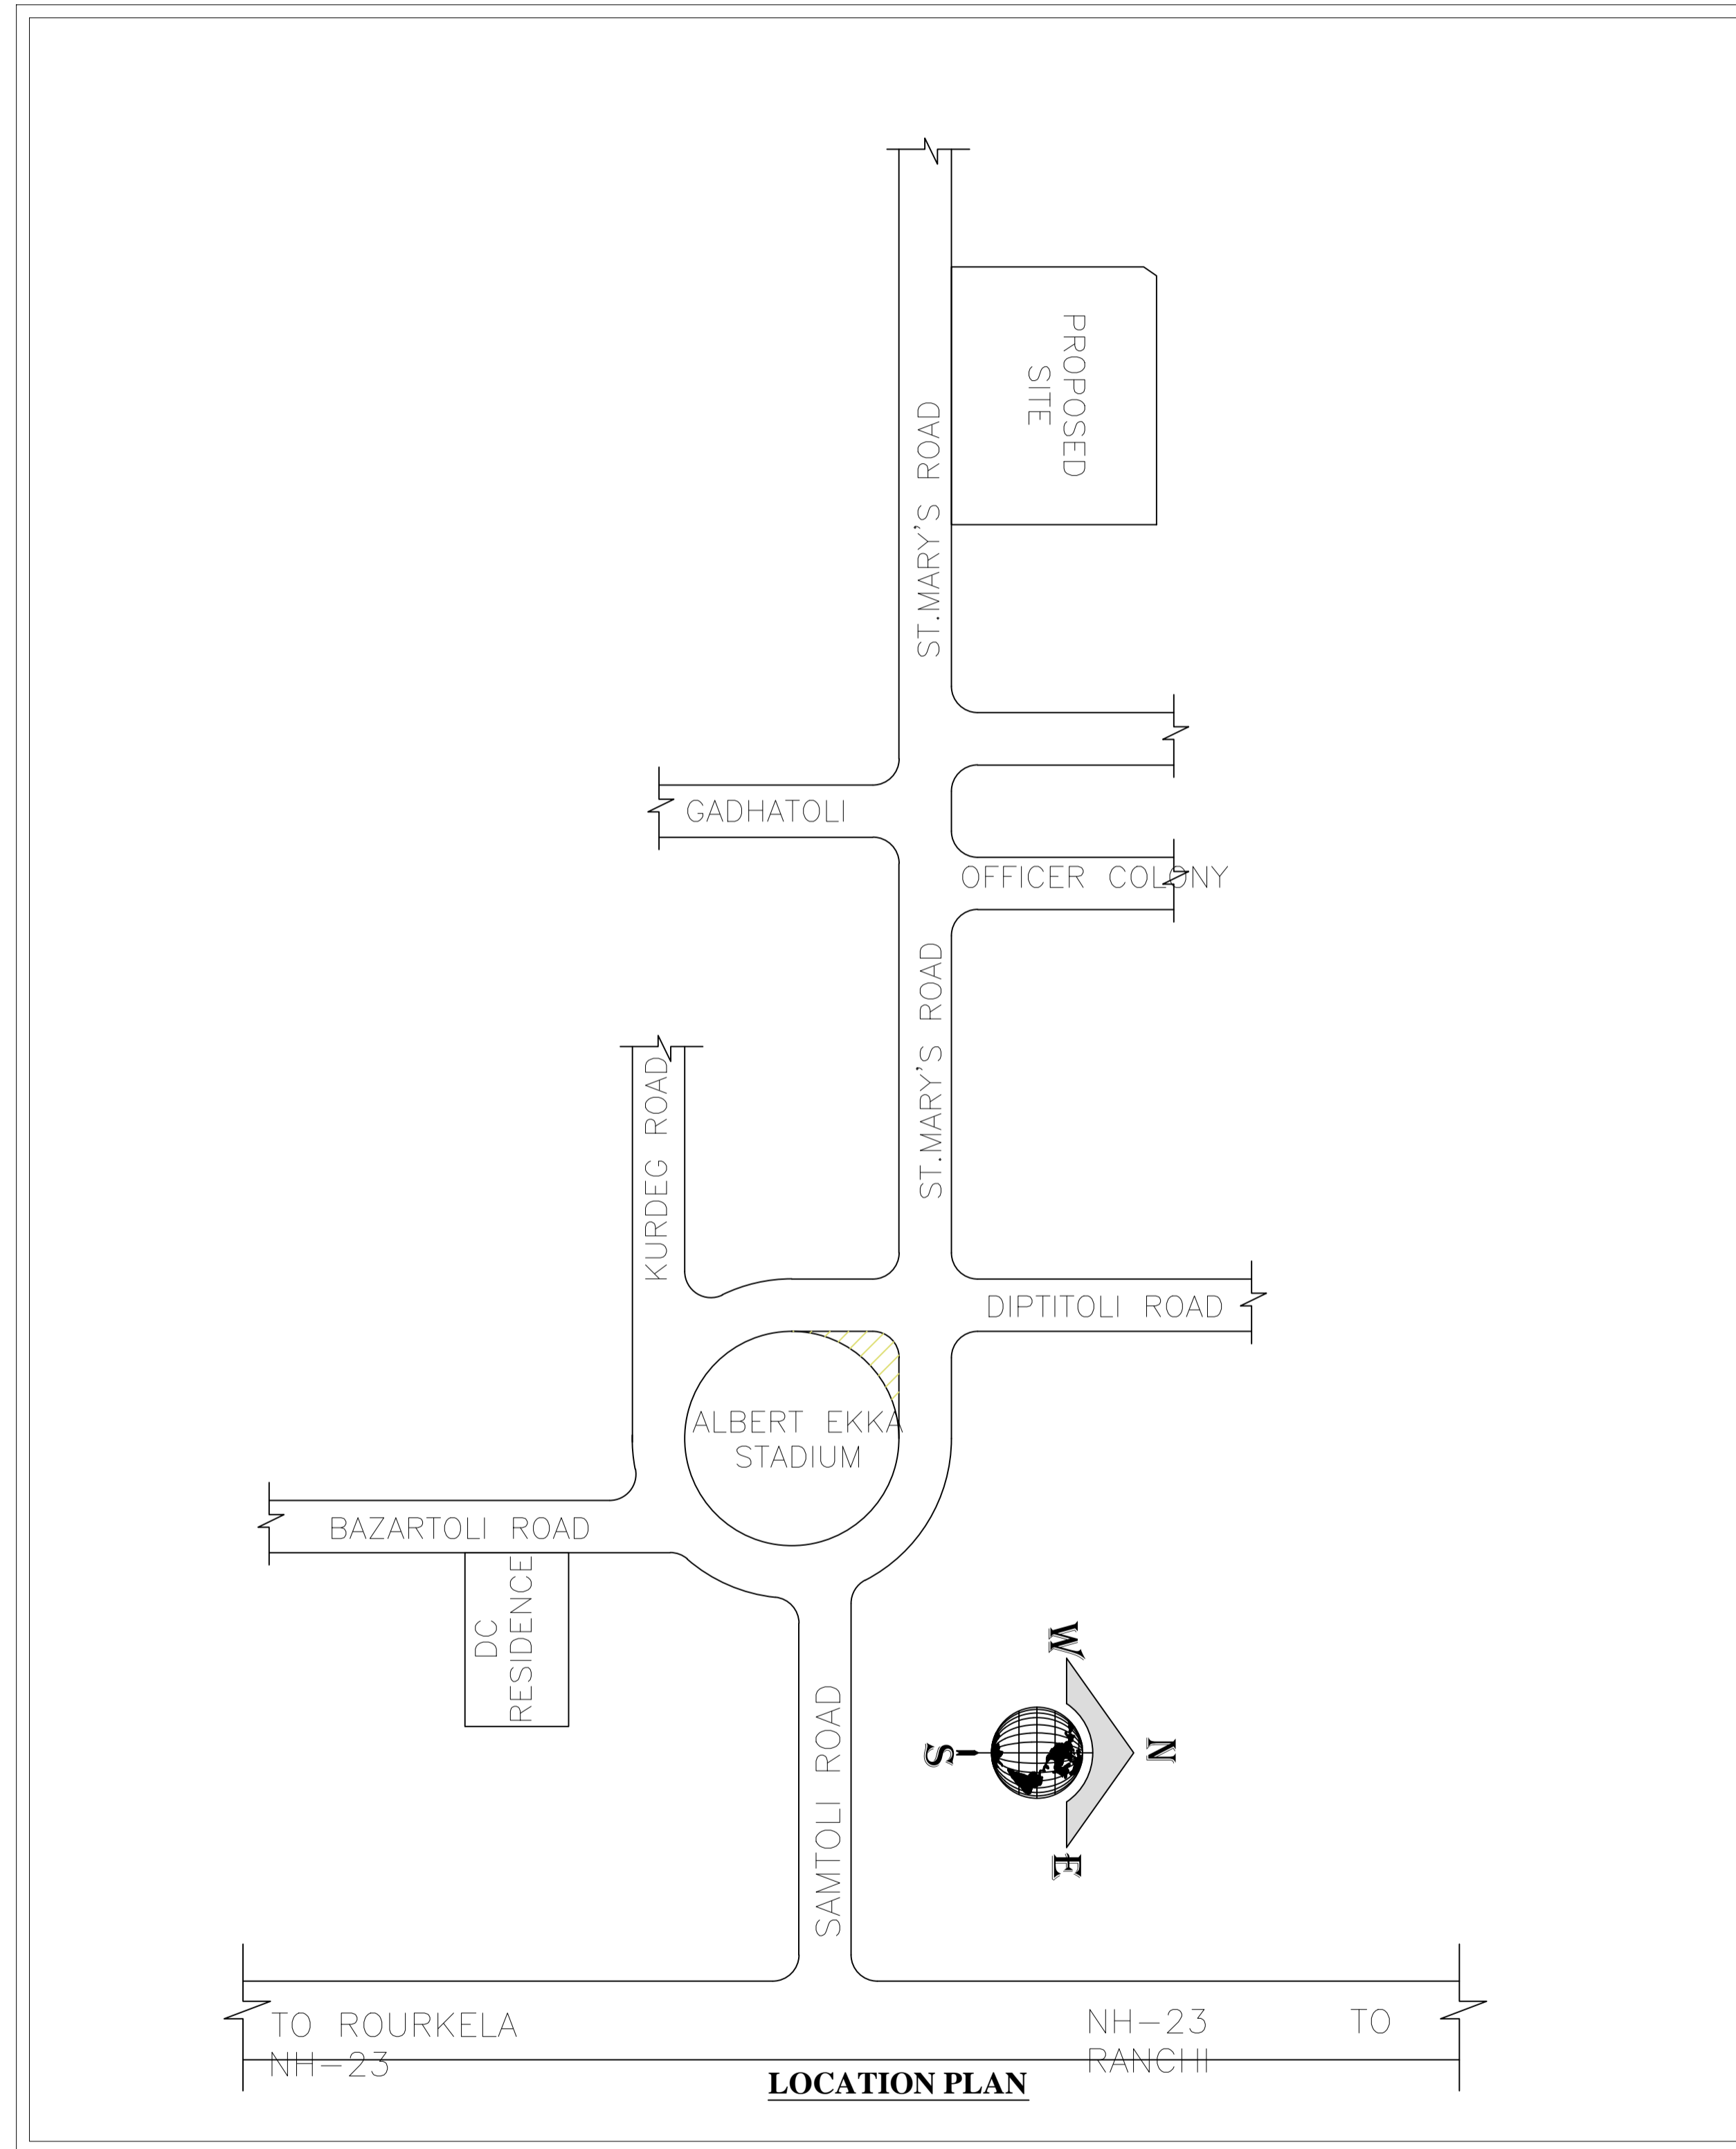 PROPOSED
SITE
ST.MARY'S ROAD
GADHATOLI
OFFICER COLONY
ST.MARY'S ROAD
KURDEG ROAD
DIPTITOLI ROAD
ALBERT EKKA
STADIUM
BAZARTOLI ROAD
DC
RESIDENCE
SAMTOLI ROAD
W
N
S
E
TO ROURKELA
NH-23
NH-23 TO
RANCHI
LOCATION PLAN